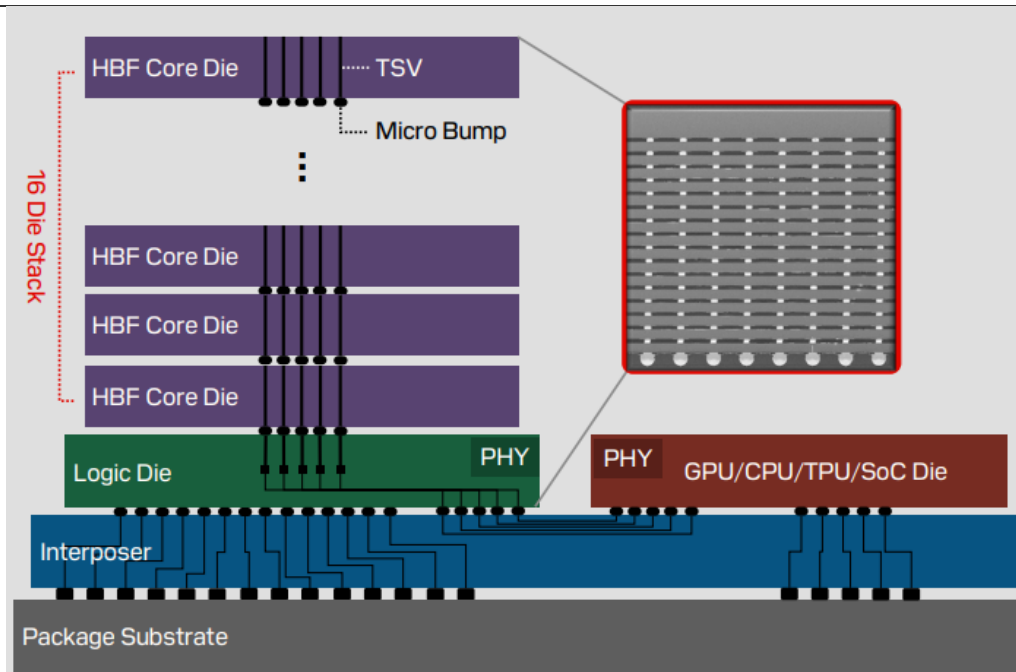 HBF Core Die
TSV
Micro Bump
16 Die Stack
HBF Core Die
HBF Core Die
HBF Core Die
Logic Die
PHY
PHY
GPU/CPU/TPU/SoC Die
Interposer
Package Substrate